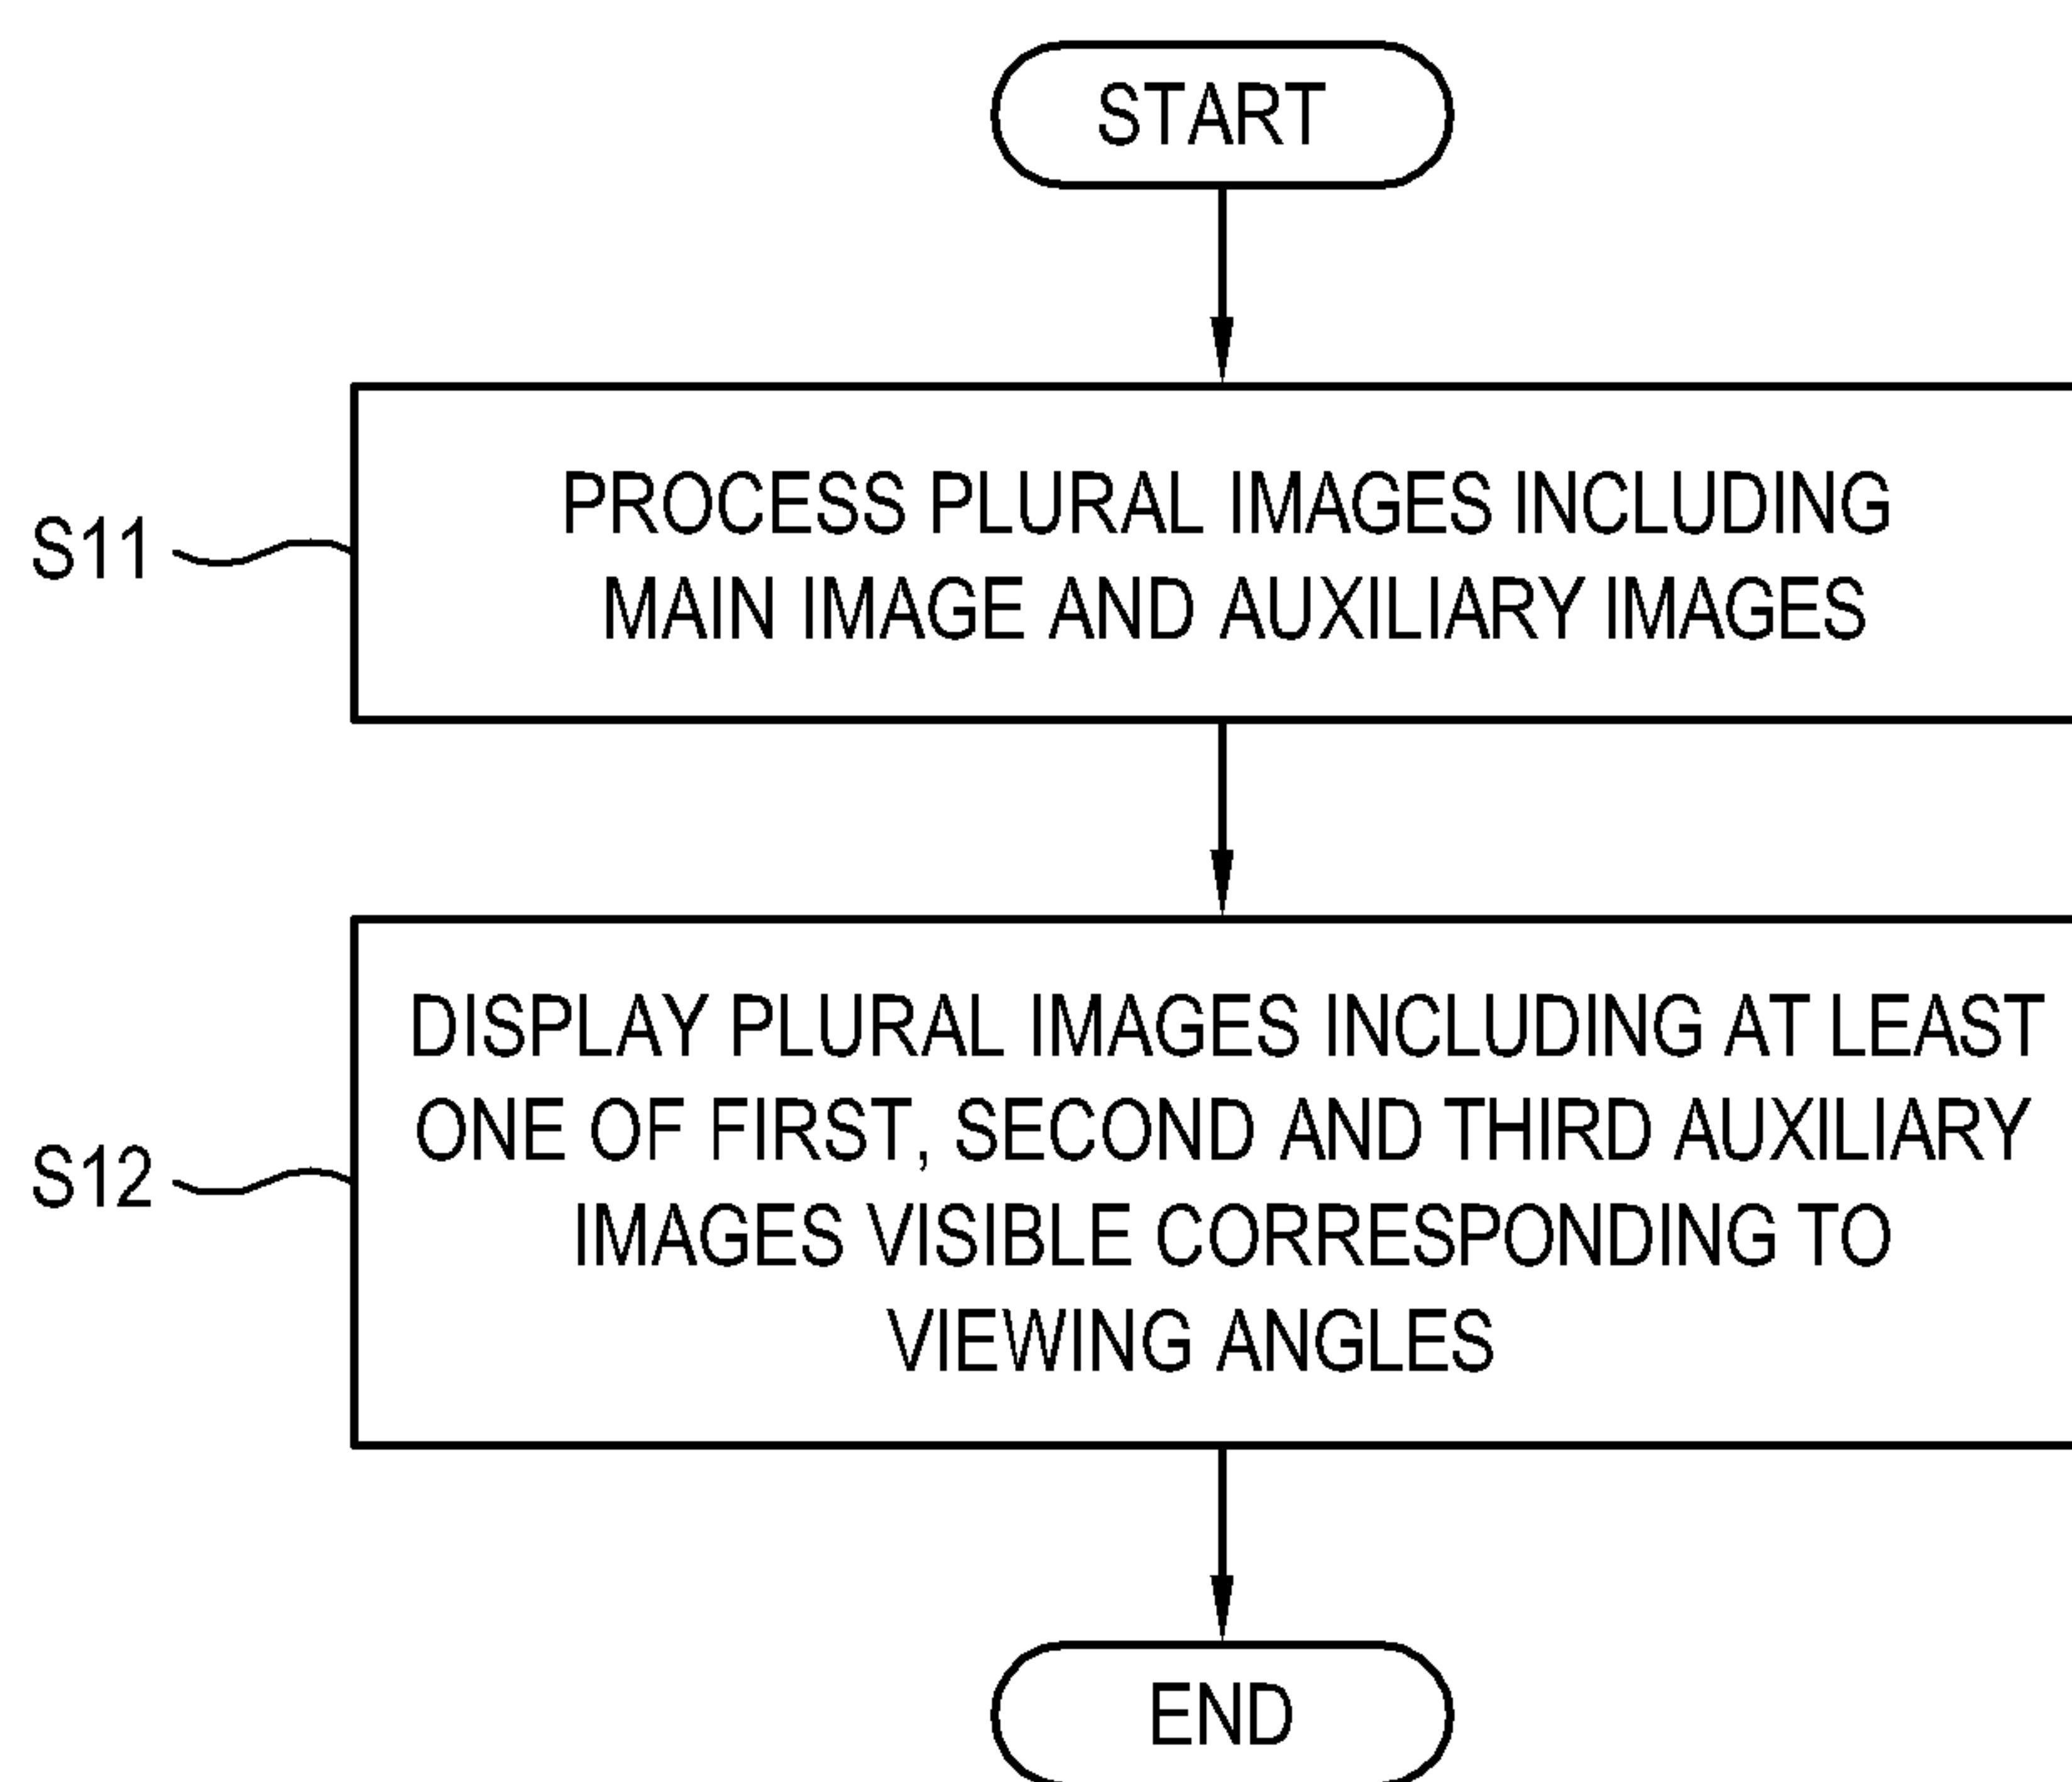 START
S11
PROCESS PLURAL IMAGES INCLUDING
MAIN IMAGE AND AUXILIARY IMAGES
S12
DISPLAY PLURAL IMAGES INCLUDING AT LEAST
ONE OF FIRST, SECOND AND THIRD AUXILIARY
IMAGES VISIBLE CORRESPONDING TO
VIEWING ANGLES
END